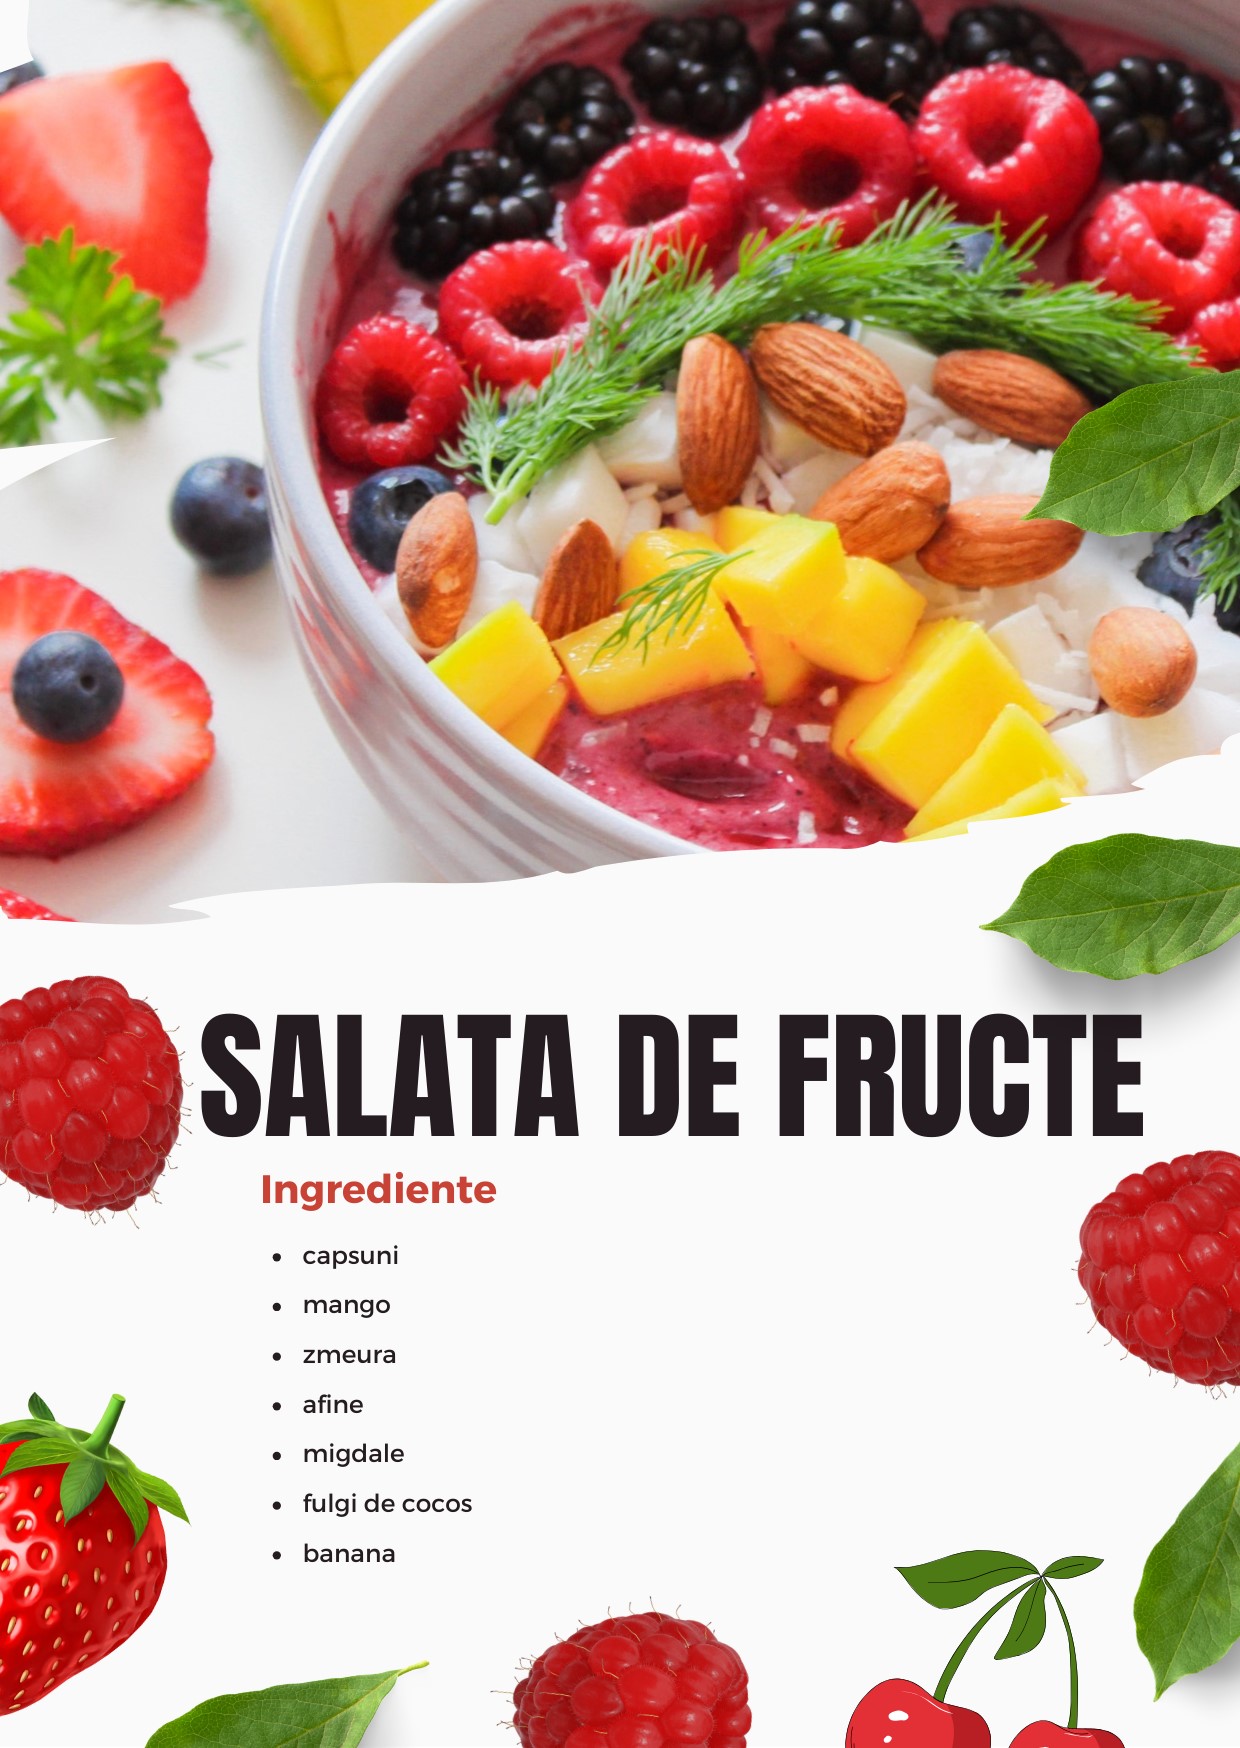 SALATA DE FRUCTE
Ingrediente
• capsuni
• mango
• zmeura
• afine
• migdale
• fulgi de cocos
• banana